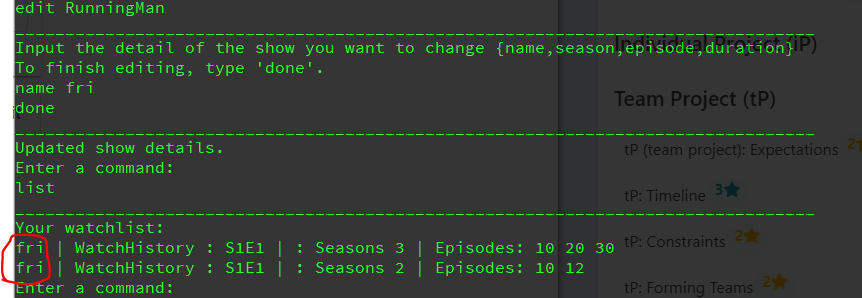 edit RunningMan
________________________________________________________________________________
Input the detail of the show you want to change {name,season,episode,duration}
Individual Project (iP)
To finish editing, type 'done'.
name fri
done
Team Project (tP)
________________________________________________________________________________
Updated show details.
tP (team project): Expectations 2
Enter a command:
list
tP: Timeline 3
________________________________________________________________________________
Your watchlist:
fri | WatchHistory : S1E1 | : Seasons 3 | Episodes: 10 20 30
tP: Constraints 2
fri | WatchHistory : S1E1 | : Seasons 2 | Episodes: 10 12
Enter a command:
tP: Forming Teams 2